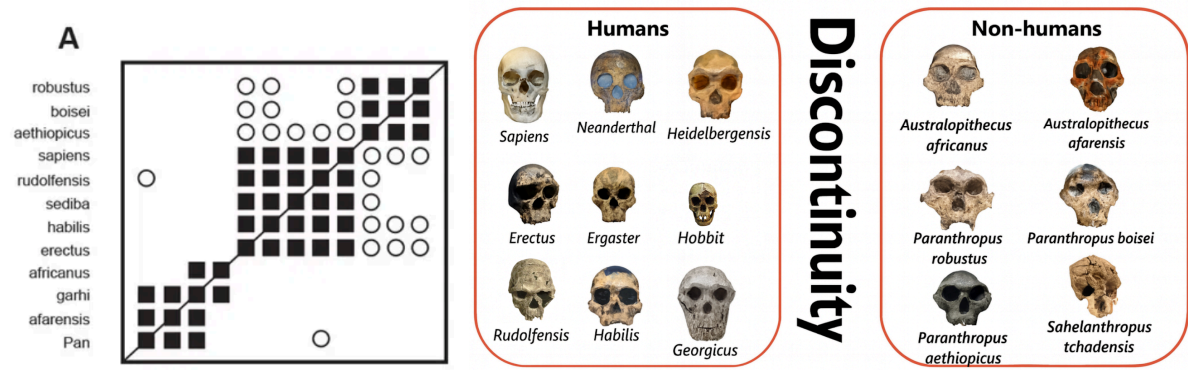 A
robustus
boisei
aethiopicus
sapiens
rudolfensis
sediba
habilis
erectus
africanus
garhi
afarensis
Pan
Humans
Sapiens
Neanderthal
Heidelbergensis
Erectus
Ergaster
Hobbit
Rudolfensis
Habilis
Georgicus
Discontinuity
Non-humans
Australopithecus
africanus
Australopithecus
afarensis
Paranthropus
robustus
Paranthropus boisei
Paranthropus
aethiopicus
Sahelanthropus
tchadensis